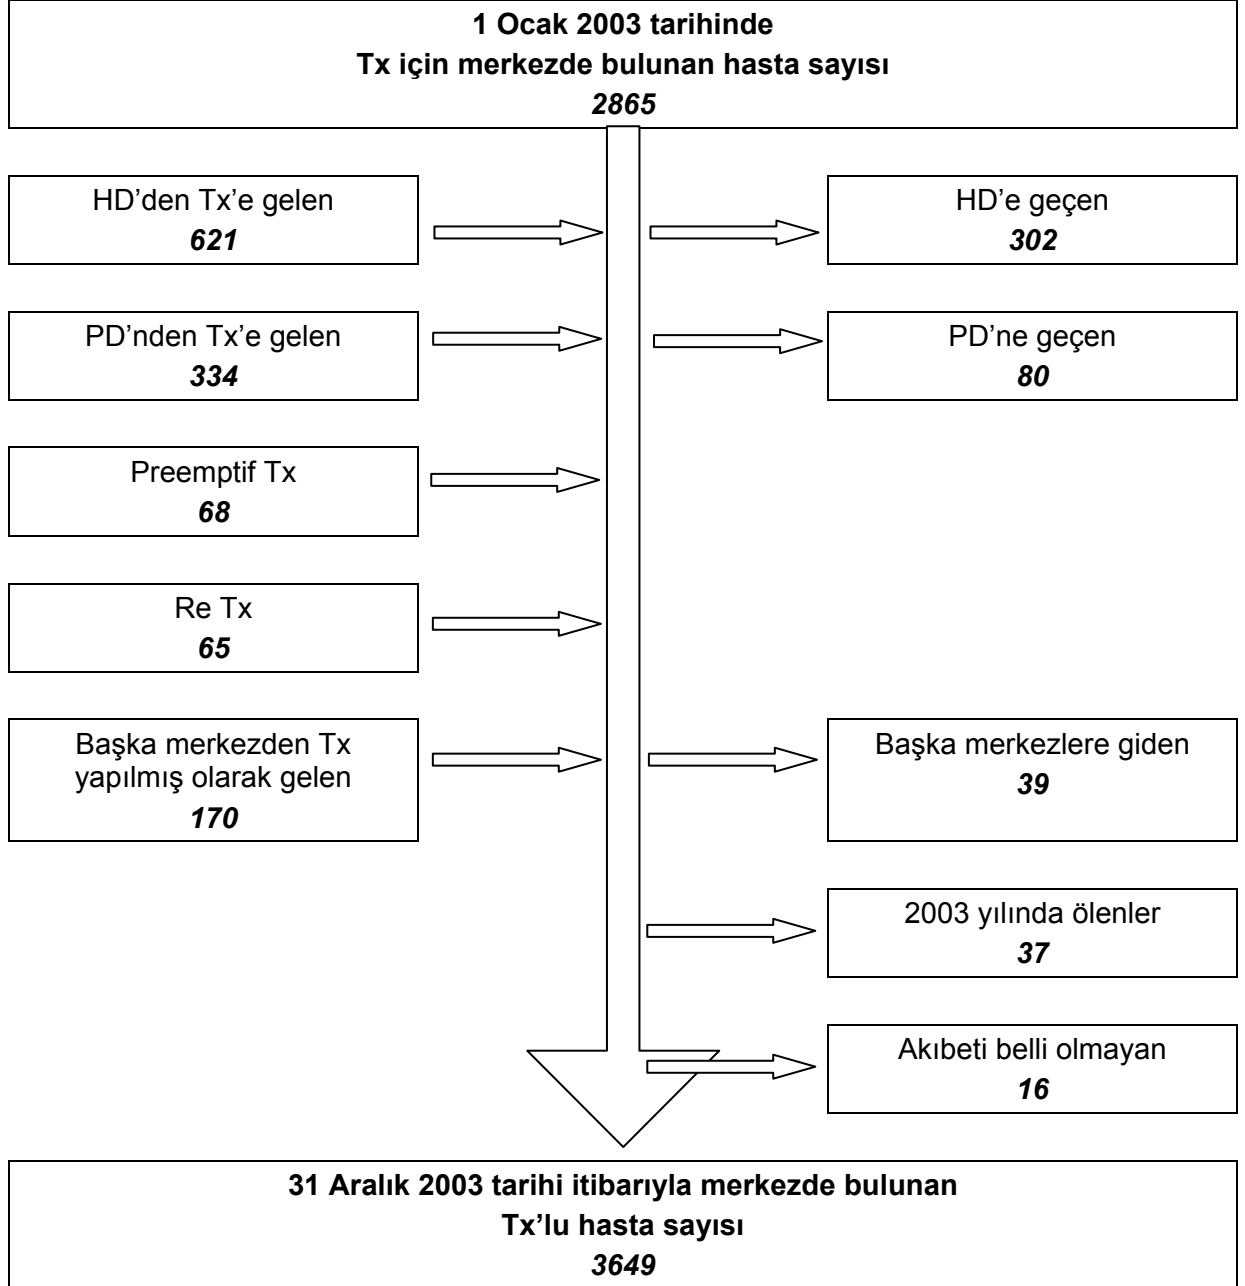 1 Ocak 2003 tarihinde
Tx için merkezde bulunan hasta sayısı
2865
HD’den Tx’e gelen
621
HD’e geçen
302
PD’nden Tx’e gelen
334
PD’ne geçen
80
Preemptif Tx
68
Re Tx
65
Başka merkezden Tx
yapılmış olarak gelen
170
Başka merkezlere giden
39
2003 yılında ölenler
37
Akıbeti belli olmayan
16
31 Aralık 2003 tarihi itibarıyla merkezde bulunan
Tx’lu hasta sayısı
3649